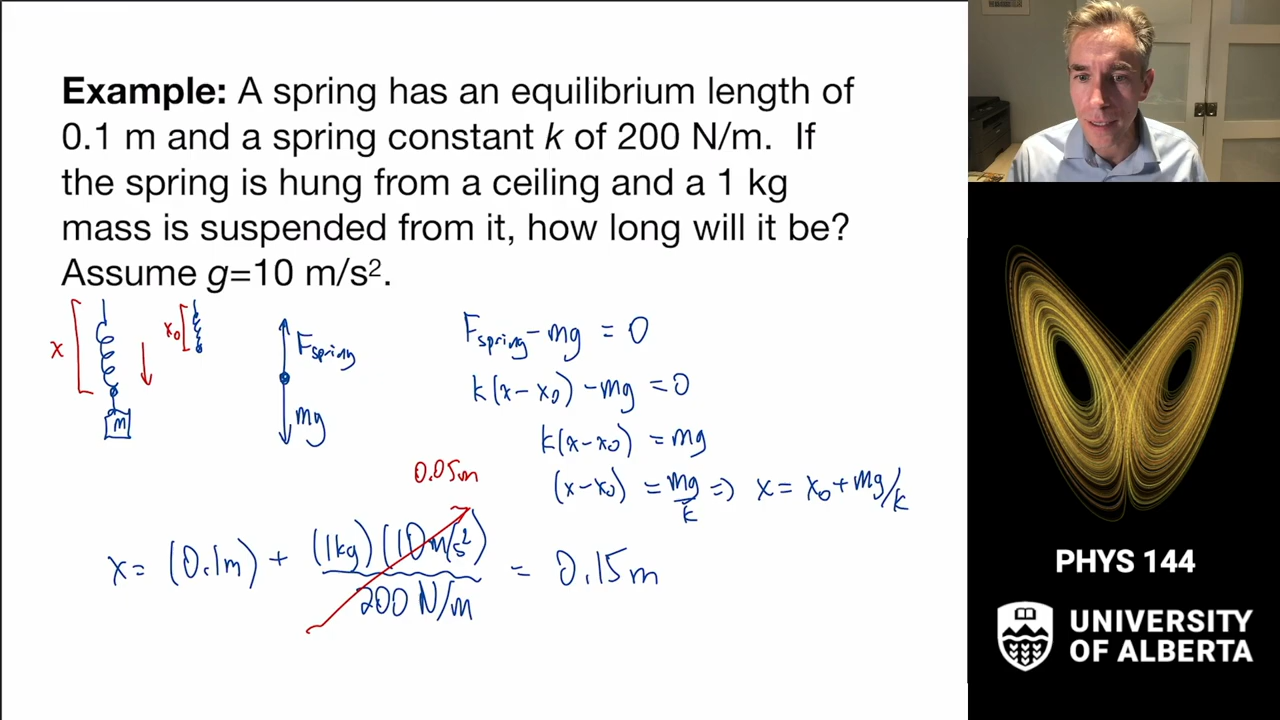 Example: A spring has an equilibrium length of
0.1 m and a spring constant k of 200 N/m. If
the spring is hung from a ceiling and a 1 kg
mass is suspended from it, how long will it be?
Assume g=10 m/s².
x
x₀
m
F_spring
mg
F_spring - mg = 0
k(x - x₀) - mg = 0
k(x - x₀) = mg
(x - x₀) = mg/k => x = x₀ + mg/k
0.05m
x = (0.1m) + (1kg)(10m/s²) / 200 N/m = 0.15m
PHYS 144
UNIVERSITY
OF ALBERTA